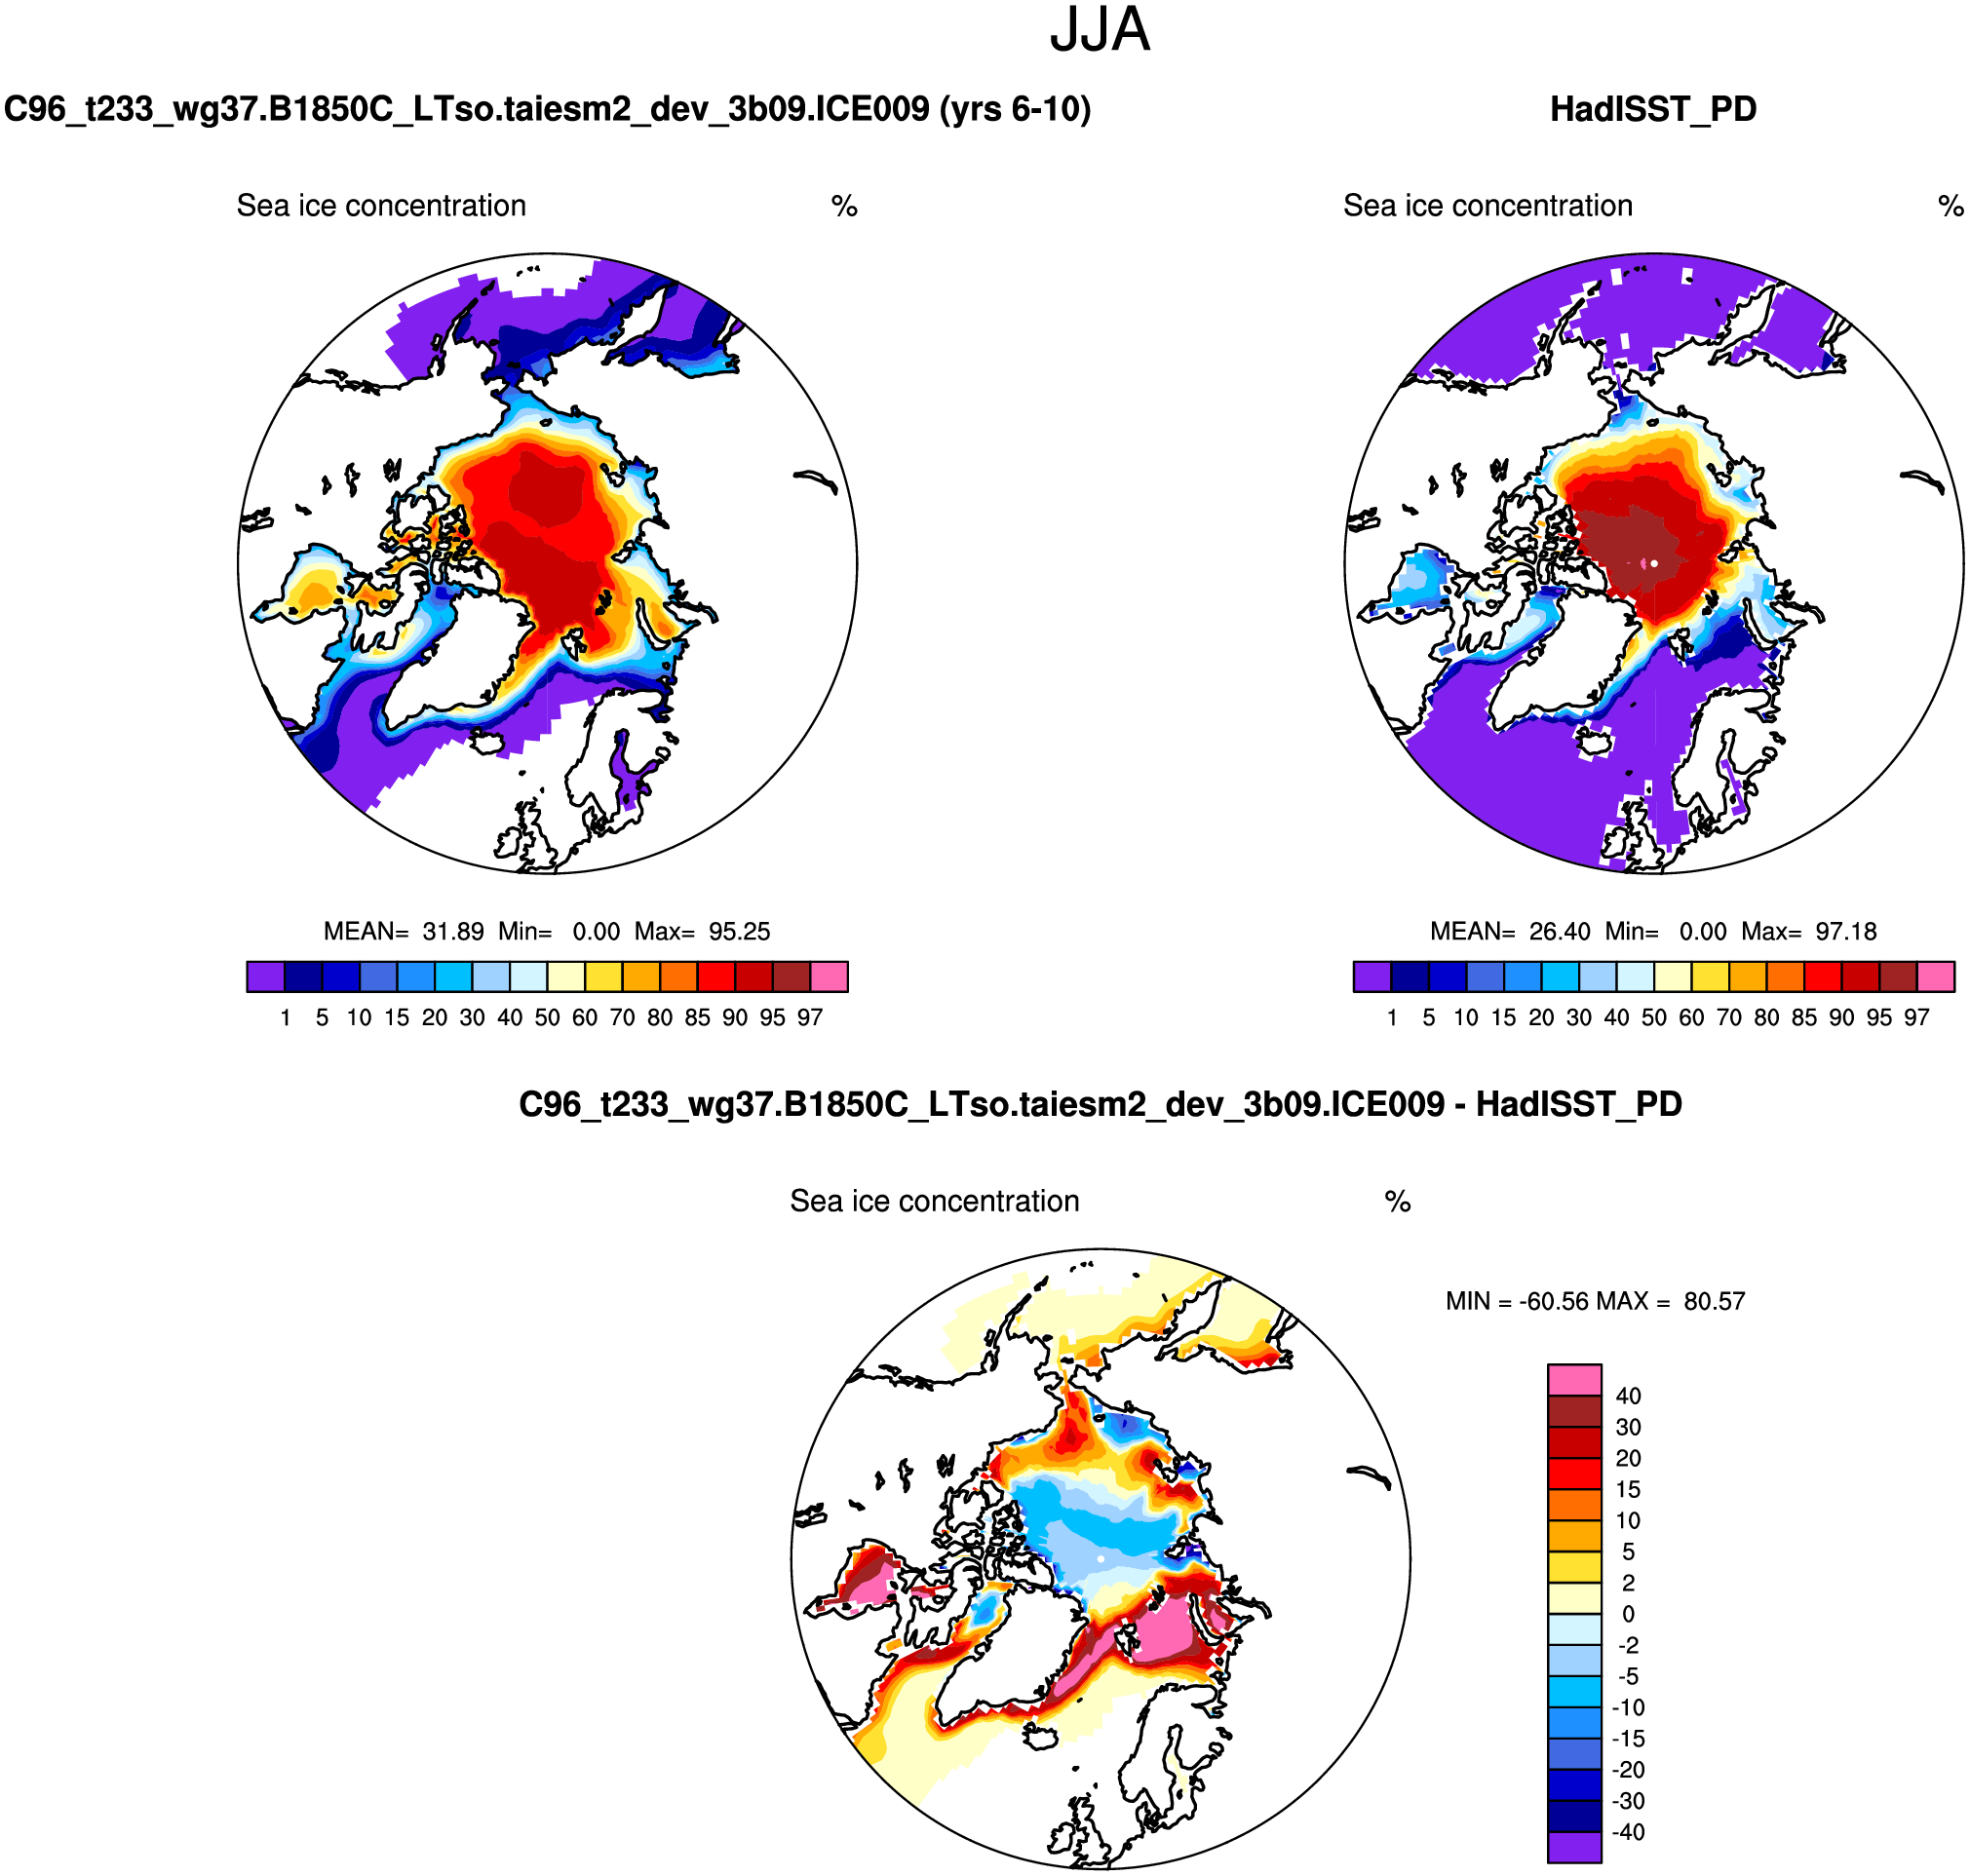 JJA
C96_t233_wg37.B1850C_LTso.taiesm2_dev_3b09.ICE009 (yrs 6-10)
HadISST_PD
Sea ice concentration %
Sea ice concentration %
MEAN= 31.89 Min= 0.00 Max= 95.25
MEAN= 26.40 Min= 0.00 Max= 97.18
1 5 10 15 20 30 40 50 60 70 80 85 90 95 97
1 5 10 15 20 30 40 50 60 70 80 85 90 95 97
C96_t233_wg37.B1850C_LTso.taiesm2_dev_3b09.ICE009 - HadISST_PD
Sea ice concentration %
MIN = -60.56 MAX = 80.57
40
30
20
15
10
5
2
0
-2
-5
-10
-15
-20
-30
-40